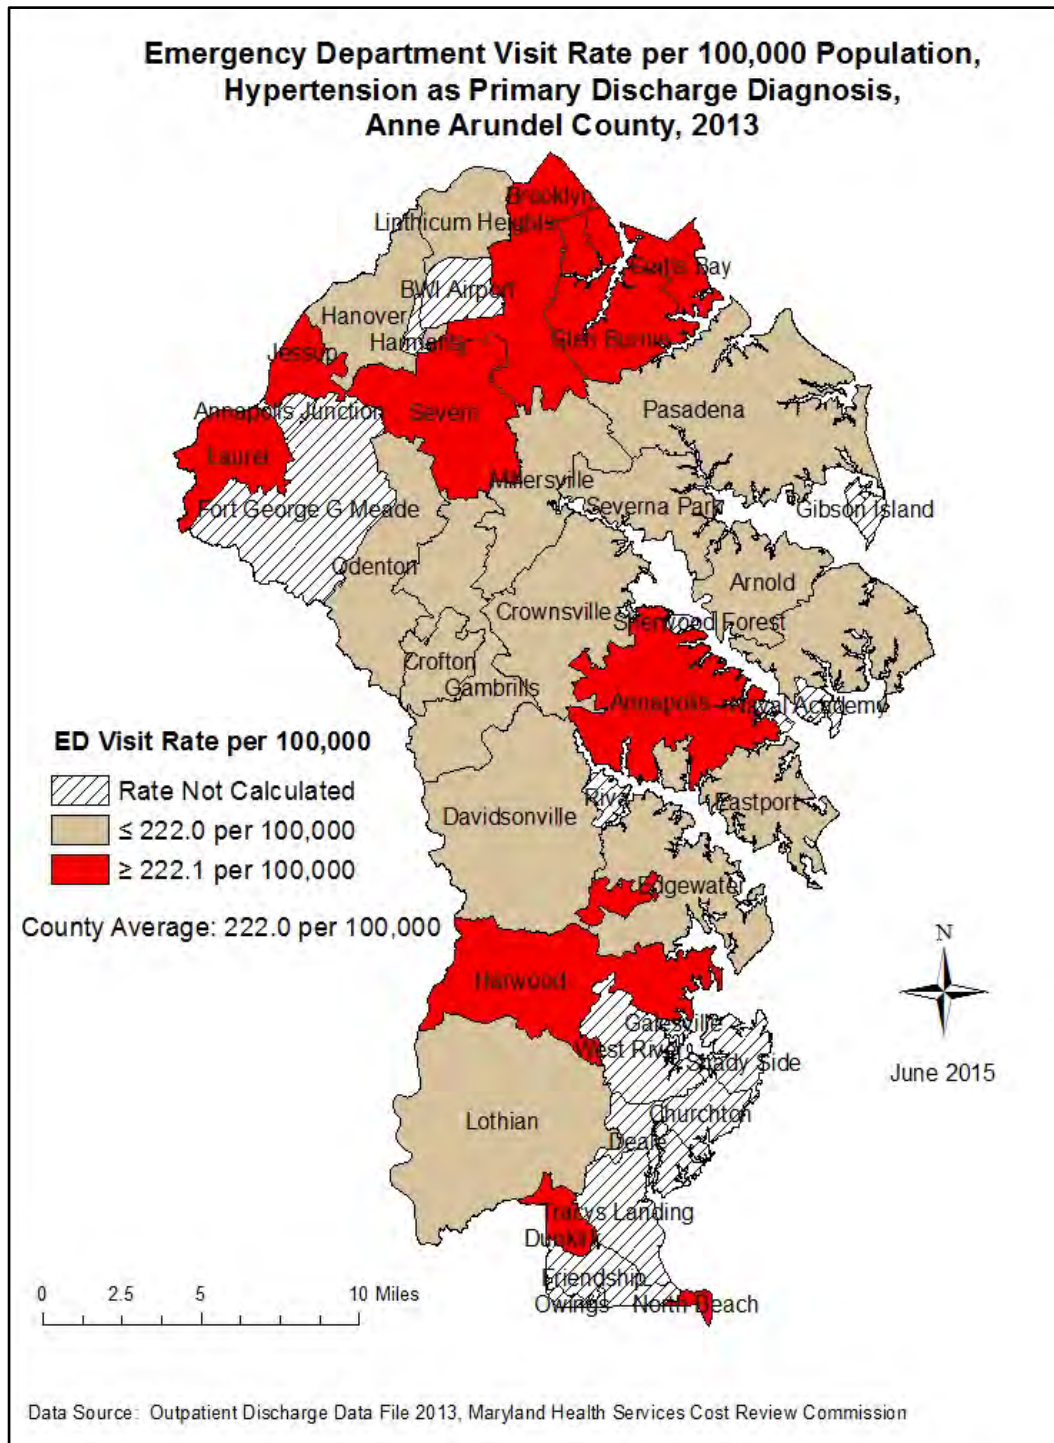 Emergency Department Visit Rate per 100,000 Population,
Hypertension as Primary Discharge Diagnosis,
Anne Arundel County, 2013
Brooklyn
Linthicum Heights
Curtis Bay
BWI Airport
Hanover
Glen Burnie
Harmans
Jessup
Annapolis Junction
Severn
Pasadena
Laurel
Millersville
Severna Park
Gibson Island
Fort George G Meade
Odenton
Arnold
Crownsville
Sherwood Forest
Crofton
Gambrills
Annapolis
Naval Academy
ED Visit Rate per 100,000
Rate Not Calculated
≤ 222.0 per 100,000
≥ 222.1 per 100,000
County Average: 222.0 per 100,000
Davidsonville
Riva
Eastport
Edgewater
N
Harwood
Galesville
West River
Shady Side
June 2015
Lothian
Churchton
Deale
Tracys Landing
Dunkirk
Friendship
Owings
North Beach
0 2.5 5 10 Miles
Data Source: Outpatient Discharge Data File 2013, Maryland Health Services Cost Review Commission